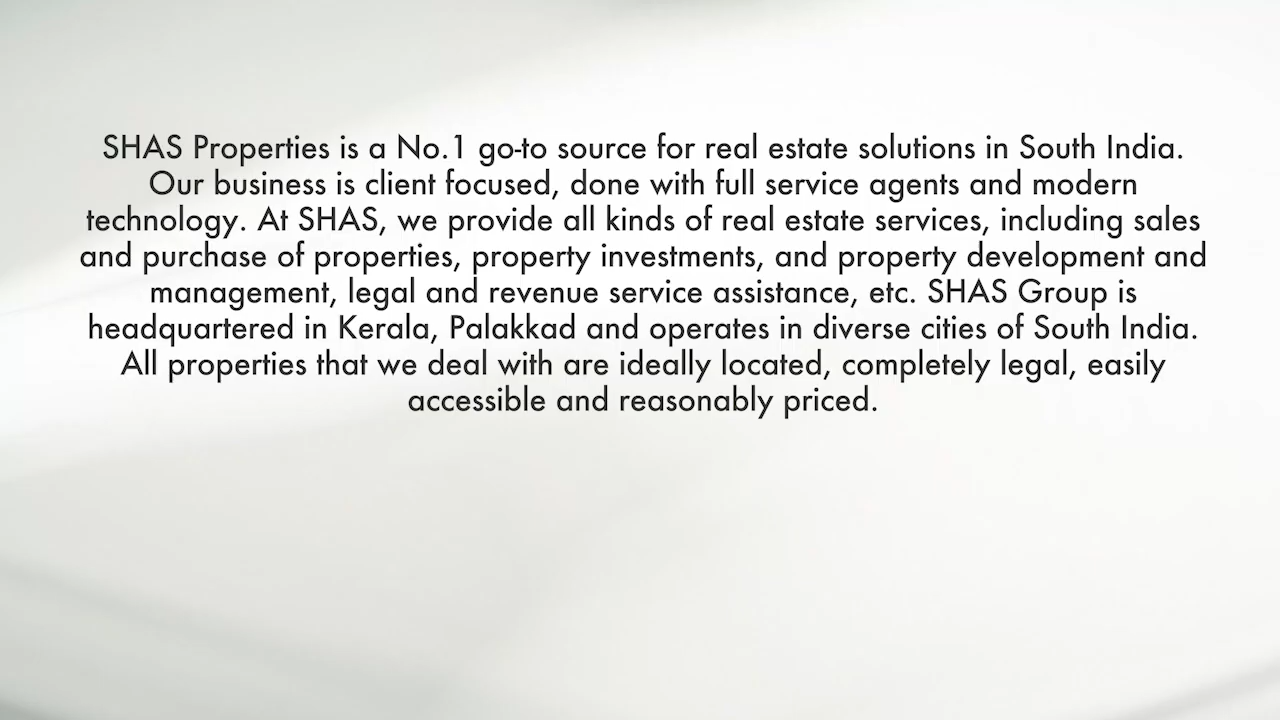 SHAS Properties is a No.1 go-to source for real estate solutions in South India.
Our business is client focused, done with full service agents and modern
technology. At SHAS, we provide all kinds of real estate services, including sales
and purchase of properties, property investments, and property development and
management, legal and revenue service assistance, etc. SHAS Group is
headquartered in Kerala, Palakkad and operates in diverse cities of South India.
All properties that we deal with are ideally located, completely legal, easily
accessible and reasonably priced.